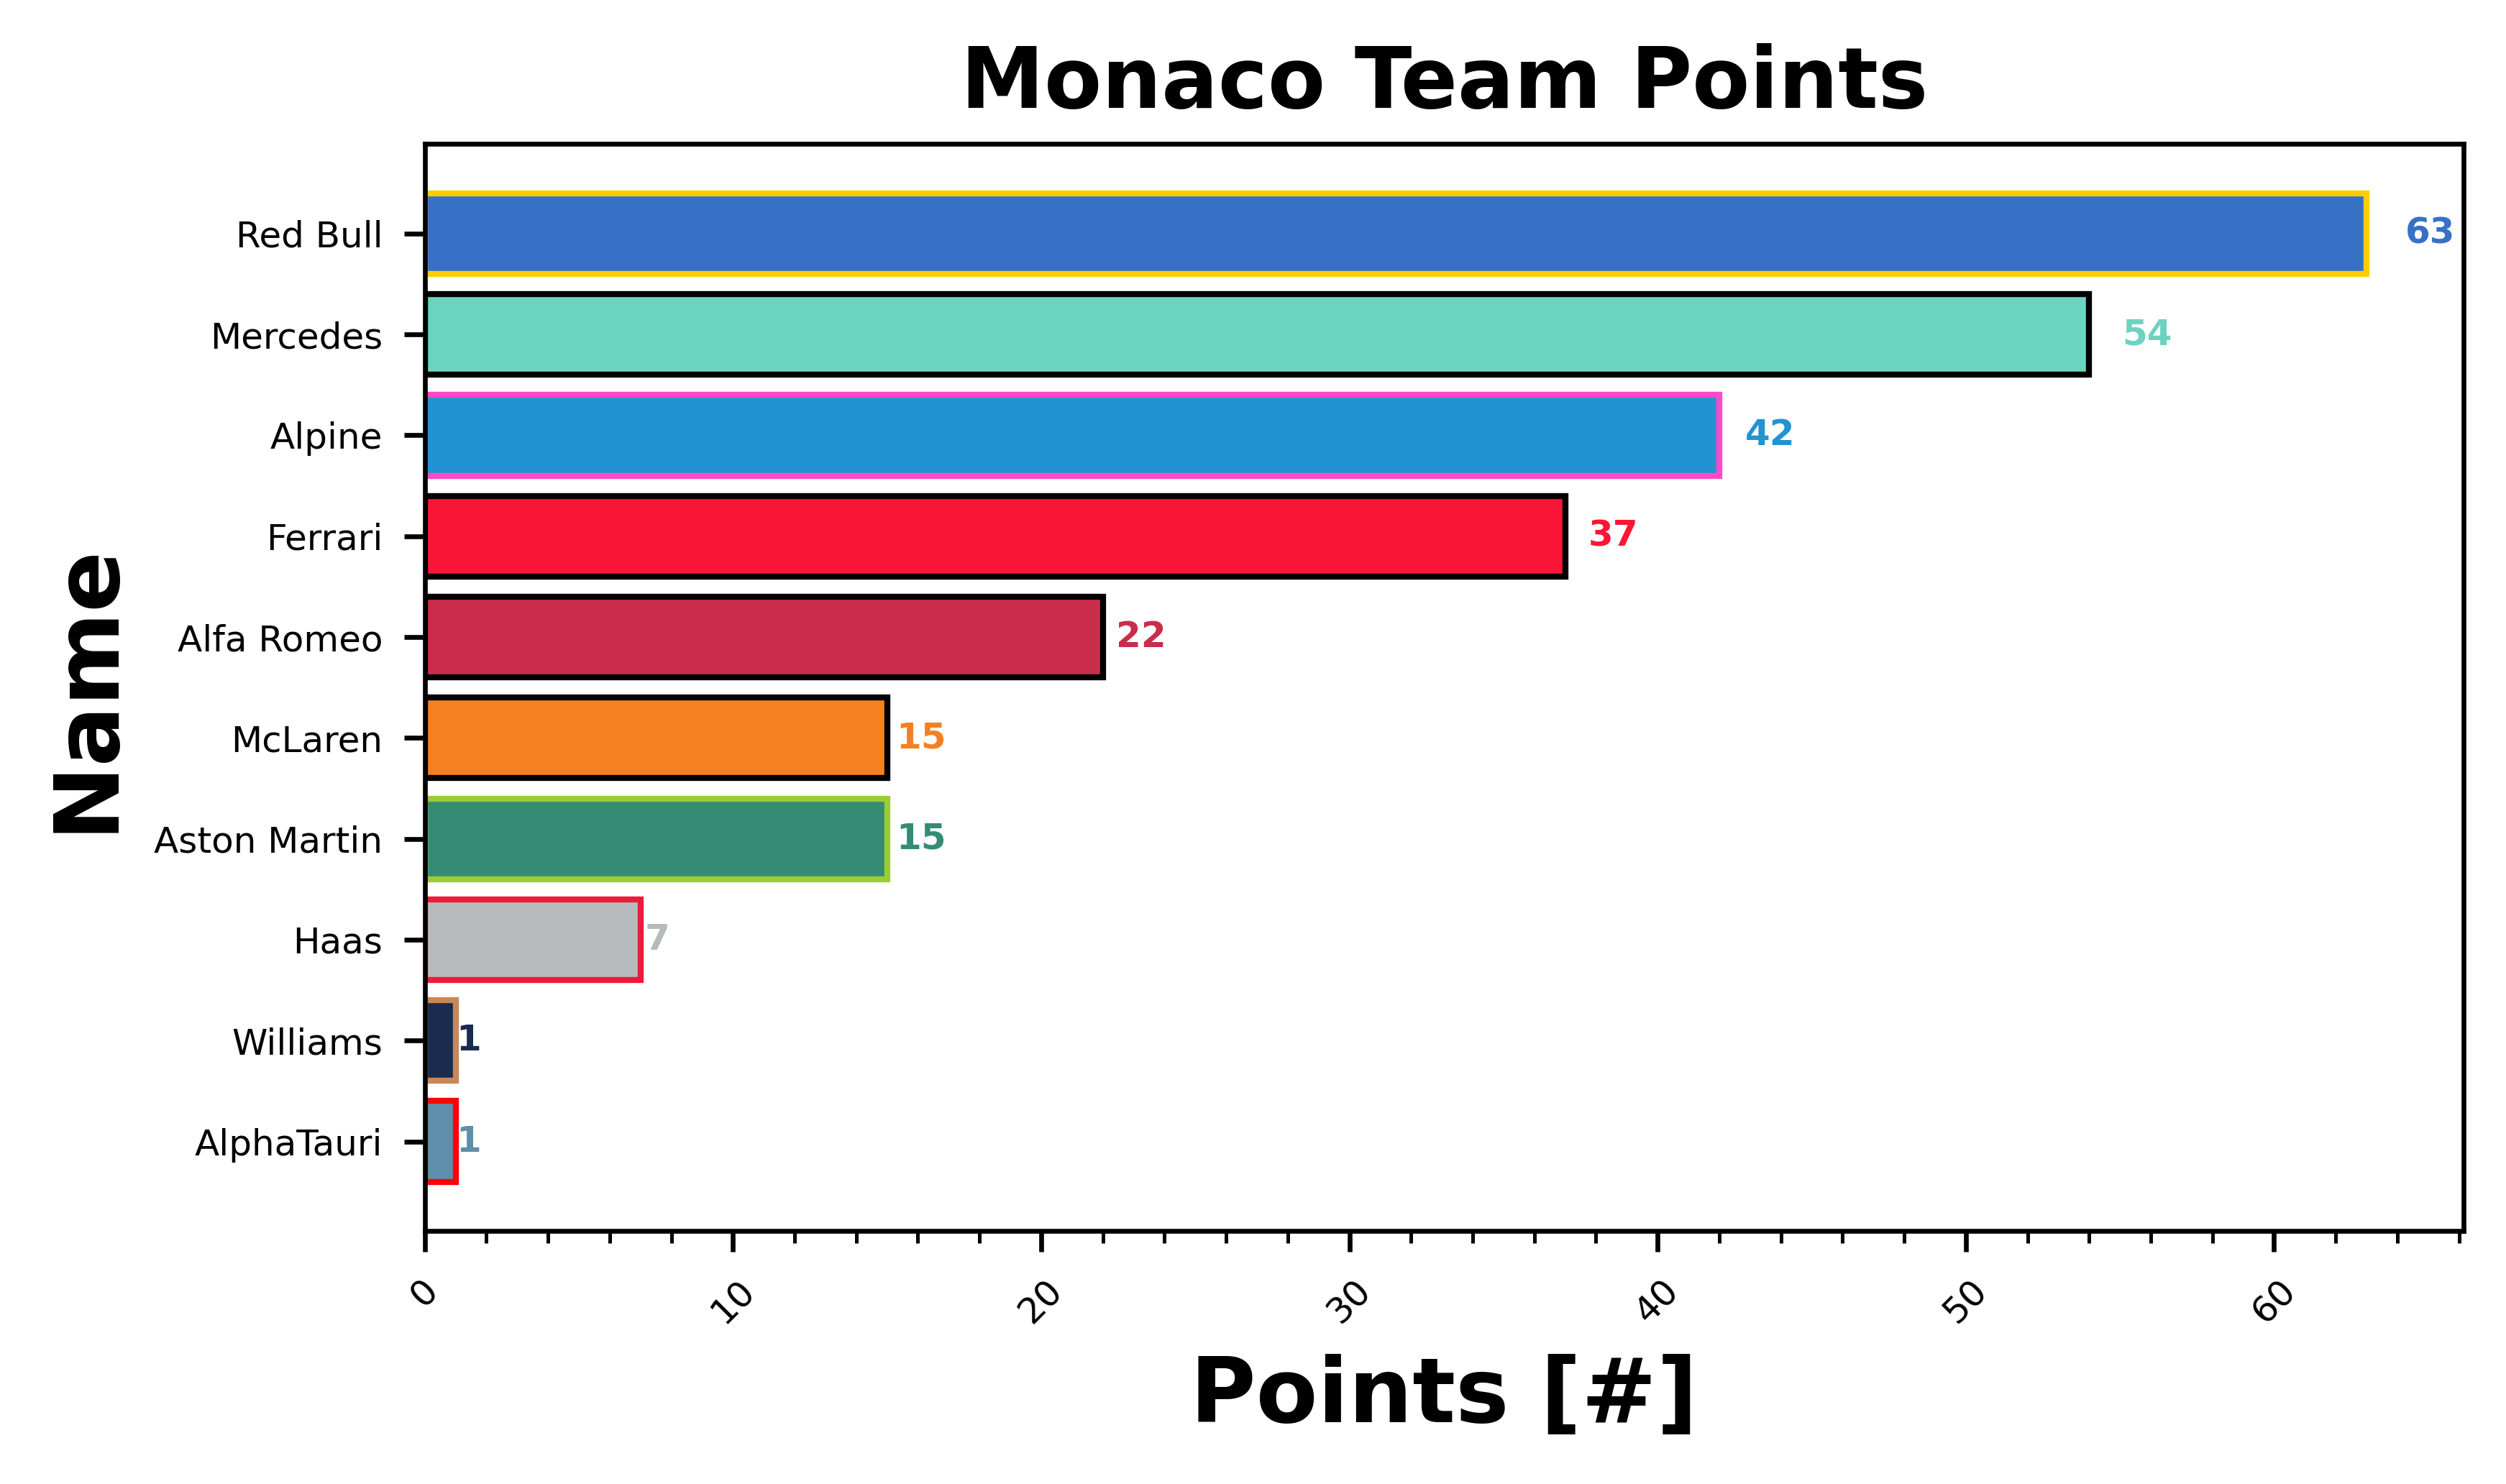 Monaco Team Points
Name
Red Bull 63
Mercedes 54
Alpine 42
Ferrari 37
Alfa Romeo 22
McLaren 15
Aston Martin 15
Haas 7
Williams 1
AlphaTauri 1
0 10 20 30 40 50 60
Points [#]